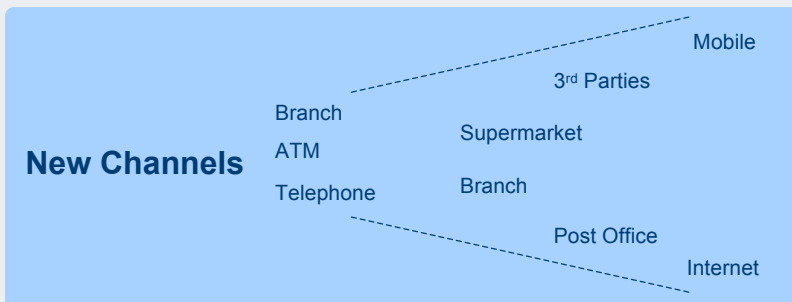 New Channels
Branch
ATM
Telephone
Supermarket
Branch
3rd Parties
Post Office
Mobile
Internet